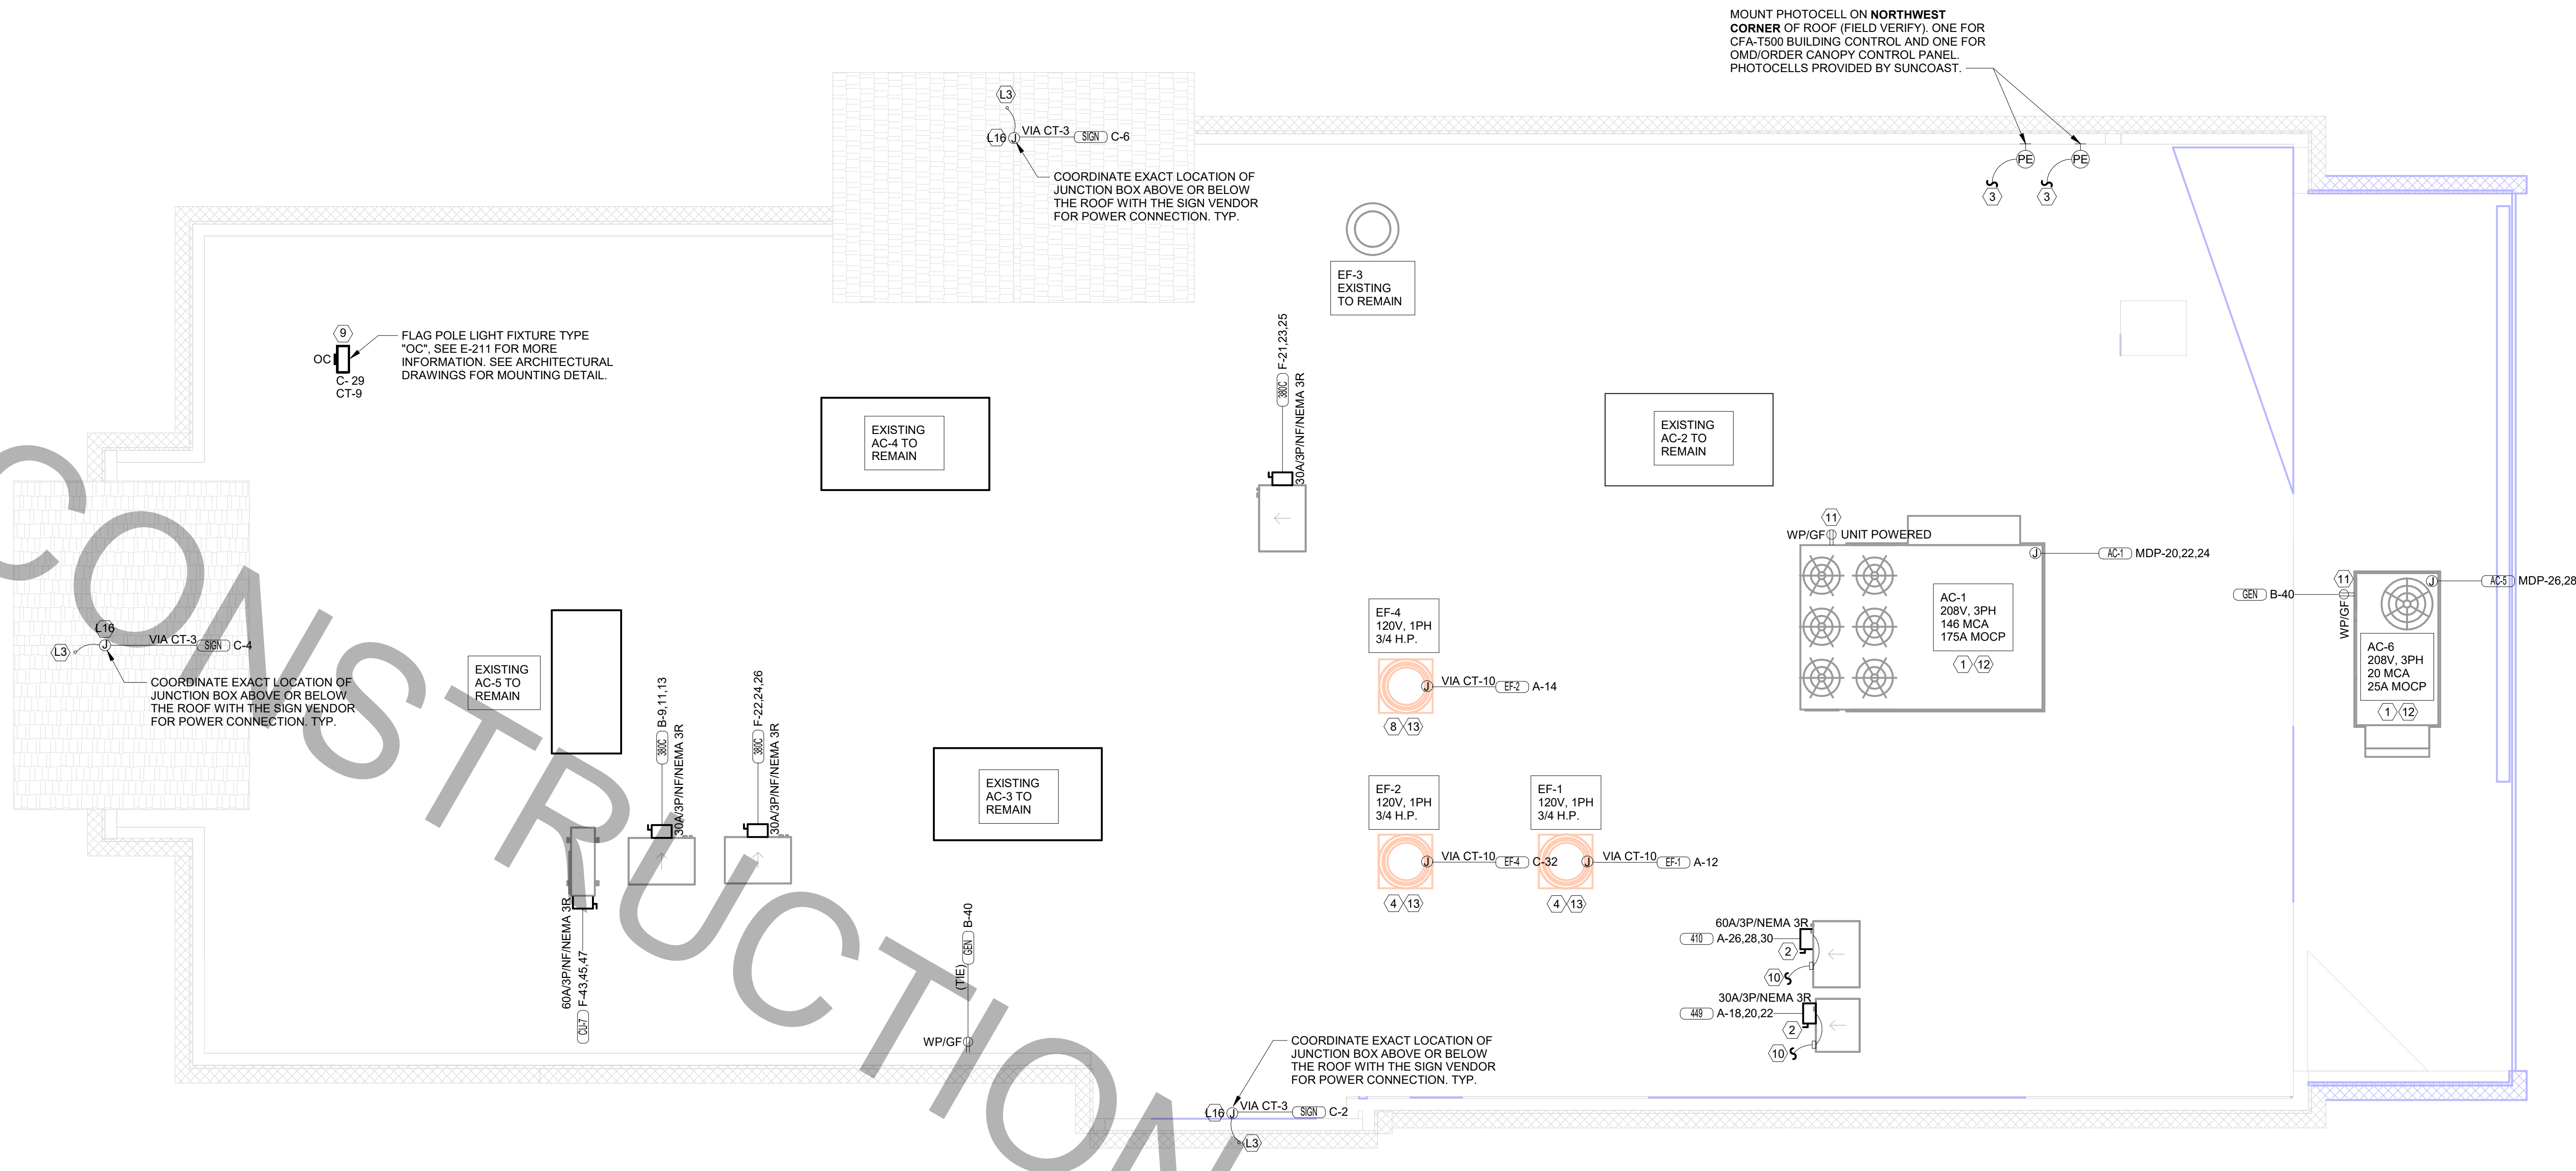 MOUNT PHOTOCELL ON NORTHWEST
CORNER OF ROOF (FIELD VERIFY). ONE FOR
CFA-T500 BUILDING CONTROL AND ONE FOR
OMD/ORDER CANOPY CONTROL PANEL.
PHOTOCELLS PROVIDED BY SUNCOAST.
L3
L16 J VIA CT-3 SIGN C-6
COORDINATE EXACT LOCATION OF
JUNCTION BOX ABOVE OR BELOW
THE ROOF WITH THE SIGN VENDOR
FOR POWER CONNECTION. TYP.
PE PE
3 3
EF-3
EXISTING
TO REMAIN
9
OC
C- 29
CT-9
FLAG POLE LIGHT FIXTURE TYPE
"OC", SEE E-211 FOR MORE
INFORMATION. SEE ARCHITECTURAL
DRAWINGS FOR MOUNTING DETAIL.
380C F-21,23,25
30A/3P/NF/NEMA 3R
EXISTING
AC-4 TO
REMAIN
EXISTING
AC-2 TO
REMAIN
11
WP/GF UNIT POWERED
J AC-1 MDP-20,22,24
AC-1
208V, 3PH
146 MCA
175A MOCP
1 12
GEN B-40
11
WP/GF
J AC-5 MDP-26,28
AC-6
208V, 3PH
20 MCA
25A MOCP
1 12
L16
L3 J VIA CT-3 SIGN C-4
COORDINATE EXACT LOCATION OF
JUNCTION BOX ABOVE OR BELOW
THE ROOF WITH THE SIGN VENDOR
FOR POWER CONNECTION. TYP.
EXISTING
AC-5 TO
REMAIN
380C B-9,11,13
30A/3P/NF/NEMA 3R
380C F-22,24,26
30A/3P/NF/NEMA 3R
EF-4
120V, 1PH
3/4 H.P.
J VIA CT-10 EF-2 A-14
8 13
EXISTING
AC-3 TO
REMAIN
EF-2
120V, 1PH
3/4 H.P.
J VIA CT-10 EF-4 C-32
4 13
EF-1
120V, 1PH
3/4 H.P.
J VIA CT-10 EF-1 A-12
4 13
60A/3P/NF/NEMA 3R
CU-7 F-43,45,47
(TIE)
GEN B-40
WP/GF
60A/3P/NEMA 3R
410 A-26,28,30
2
10
30A/3P/NEMA 3R
449 A-18,20,22
2
10
COORDINATE EXACT LOCATION OF
JUNCTION BOX ABOVE OR BELOW
THE ROOF WITH THE SIGN VENDOR
FOR POWER CONNECTION. TYP.
L16 J VIA CT-3 SIGN C-2
L3
CONSTRUCTION